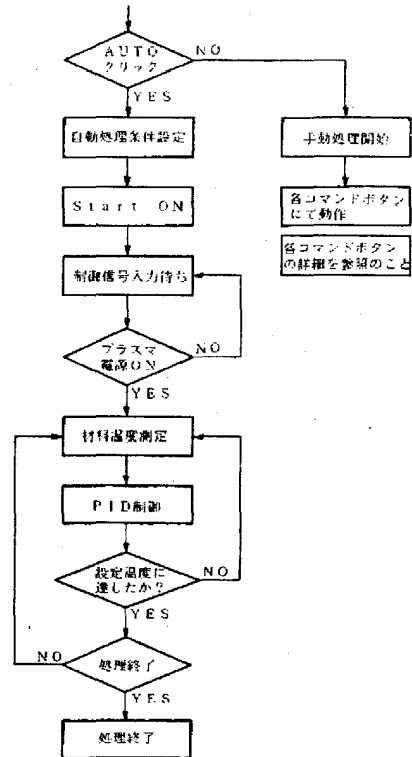 AUTO
クリック
NO
YES
自動処理条件設定
手動処理開始
Start ON
各コマンドボタン
にて動作
各コマンドボタン
の詳細を参照のこと
制御信号入力待ち
プラズマ
電源ON
NO
YES
材料温度測定
PID制御
設定温度に
達したか?
NO
YES
処理終了
NO
YES
処理終了